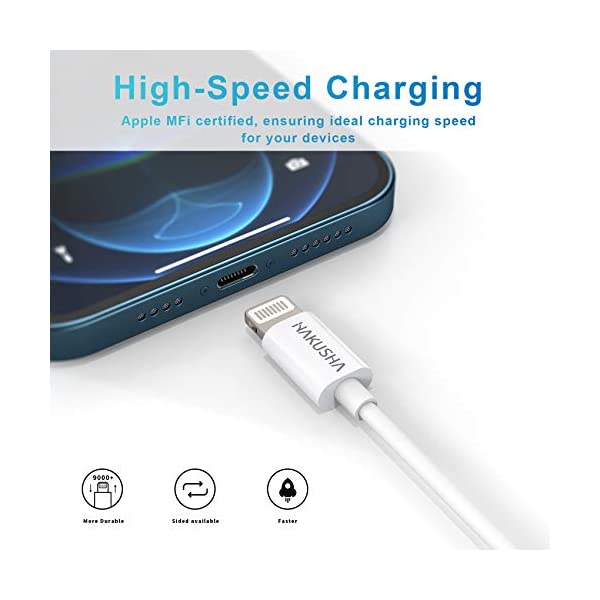 High-Speed Charging
Apple MFi certified, ensuring ideal charging speed
for your devices
NAKUSHA
9000+
More Durable
Sided available
Faster